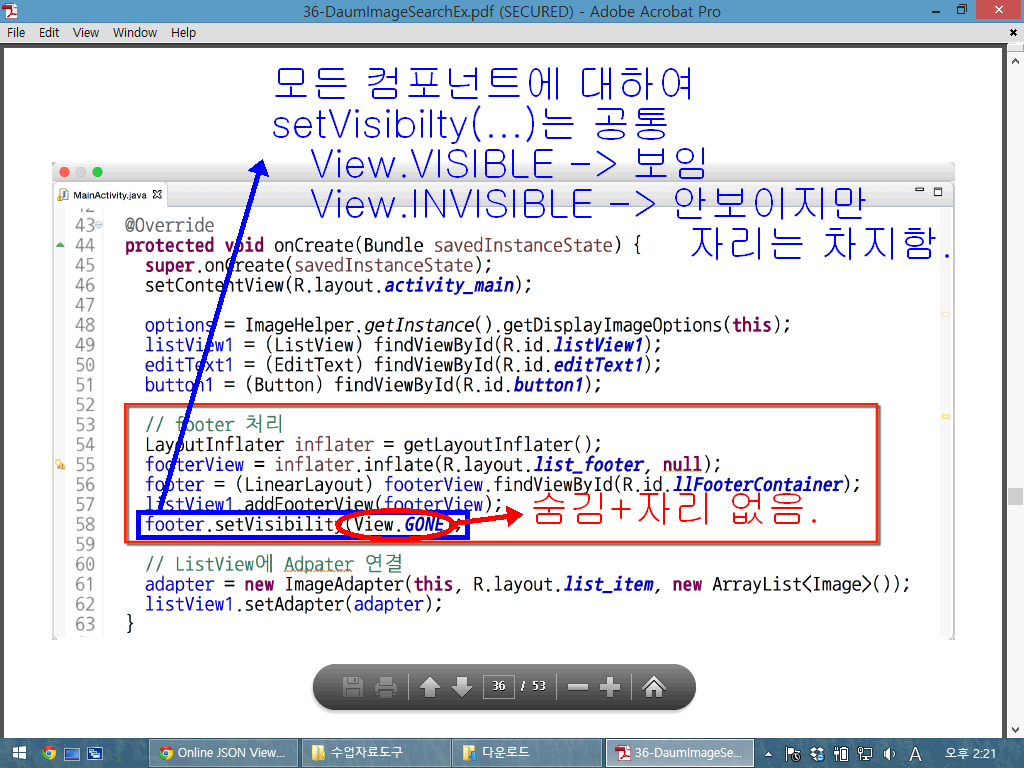 36-DaumImageSearchEx.pdf (SECURED) - Adobe Acrobat Pro
File Edit View Window Help
모든 컴포넌트에 대하여
setVisibilty(...)는 공통
View.VISIBLE -> 보임
View.INVISIBLE -> 안보이지만
자리는 차지함.
MainActivity.java
43 @Override
44 protected void onCreate(Bundle savedInstanceState) {
45 super.onCreate(savedInstanceState);
46 setContentView(R.layout.activity_main);
47
48 options = ImageHelper.getInstance().getDisplayImageOptions(this);
49 listView1 = (ListView) findViewById(R.id.listView1);
50 editText1 = (EditText) findViewById(R.id.editText1);
51 button1 = (Button) findViewById(R.id.button1);
52
53 // footer 처리
54 LayoutInflater inflater = getLayoutInflater();
55 footerView = inflater.inflate(R.layout.list_footer, null);
56 footer = (LinearLayout) footerView.findViewById(R.id.llFooterContainer);
57 listView1.addFooterView(footerView);
58 footer.setVisibility(View.GONE);
숨김+자리 없음.
59
60 // ListView에 Adpater 연결
61 adapter = new ImageAdapter(this, R.layout.list_item, new ArrayList<Image>());
62 listView1.setAdapter(adapter);
63 }
36 / 53
Online JSON View... 수업자료도구 다운로드 36-DaumImageSe... A 오후 2:21